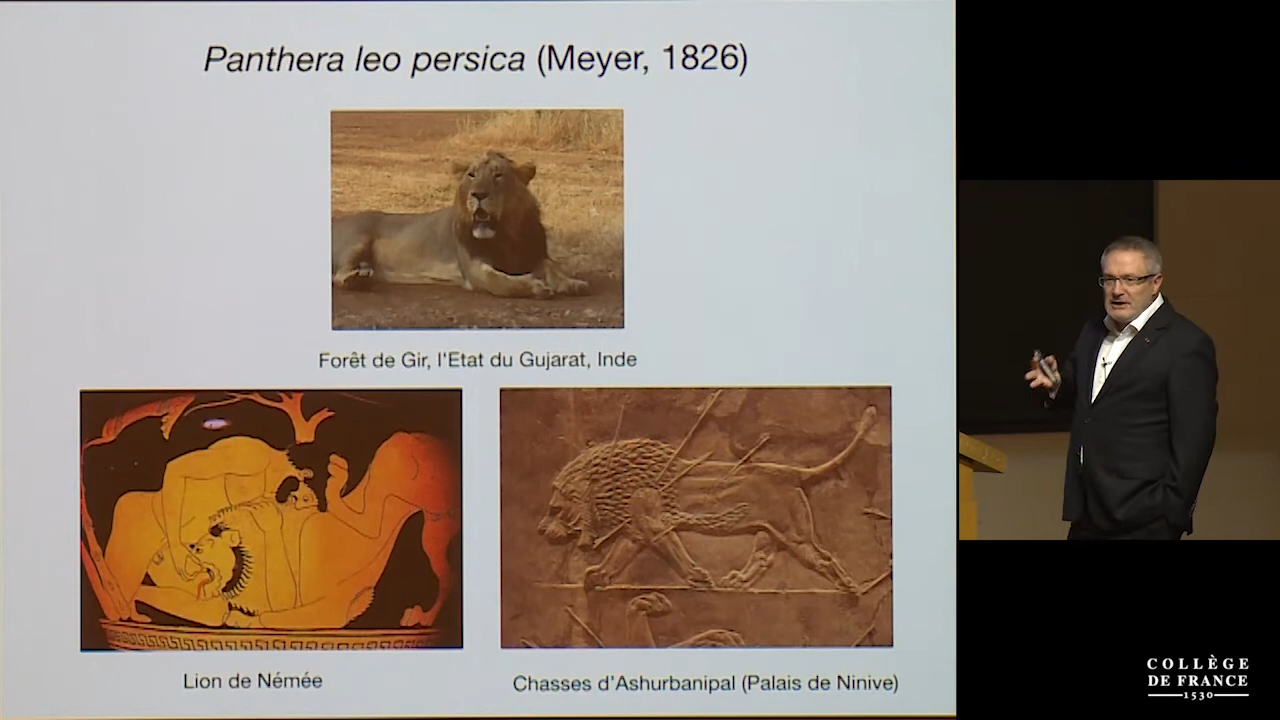 Panthera leo persica (Meyer, 1826)
Forêt de Gir, l'Etat du Gujarat, Inde
Lion de Némée
Chasses d'Ashurbanipal (Palais de Ninive)
COLLÈGE
DE FRANCE
1530